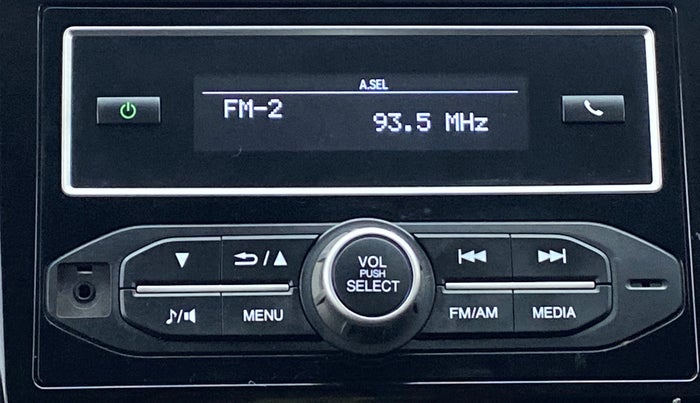 A.SEL
FM-2
93.5 MHz
VOL
PUSH
SELECT
MENU
FM/AM
MEDIA